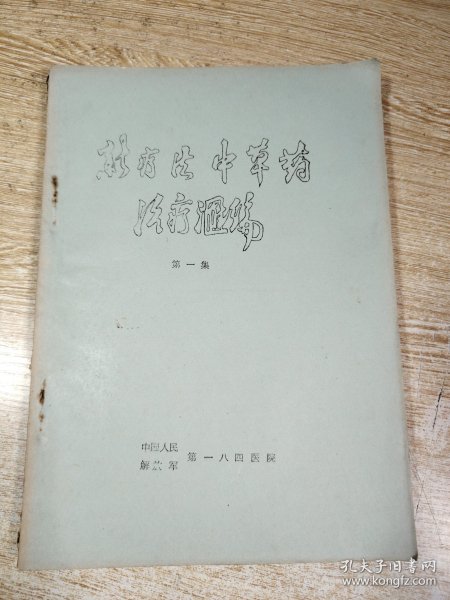 新疗法中草药
治疗汇编
第一集
中国人民
解放军
第一八四医院
孔夫子旧书网
www.kongfz.com